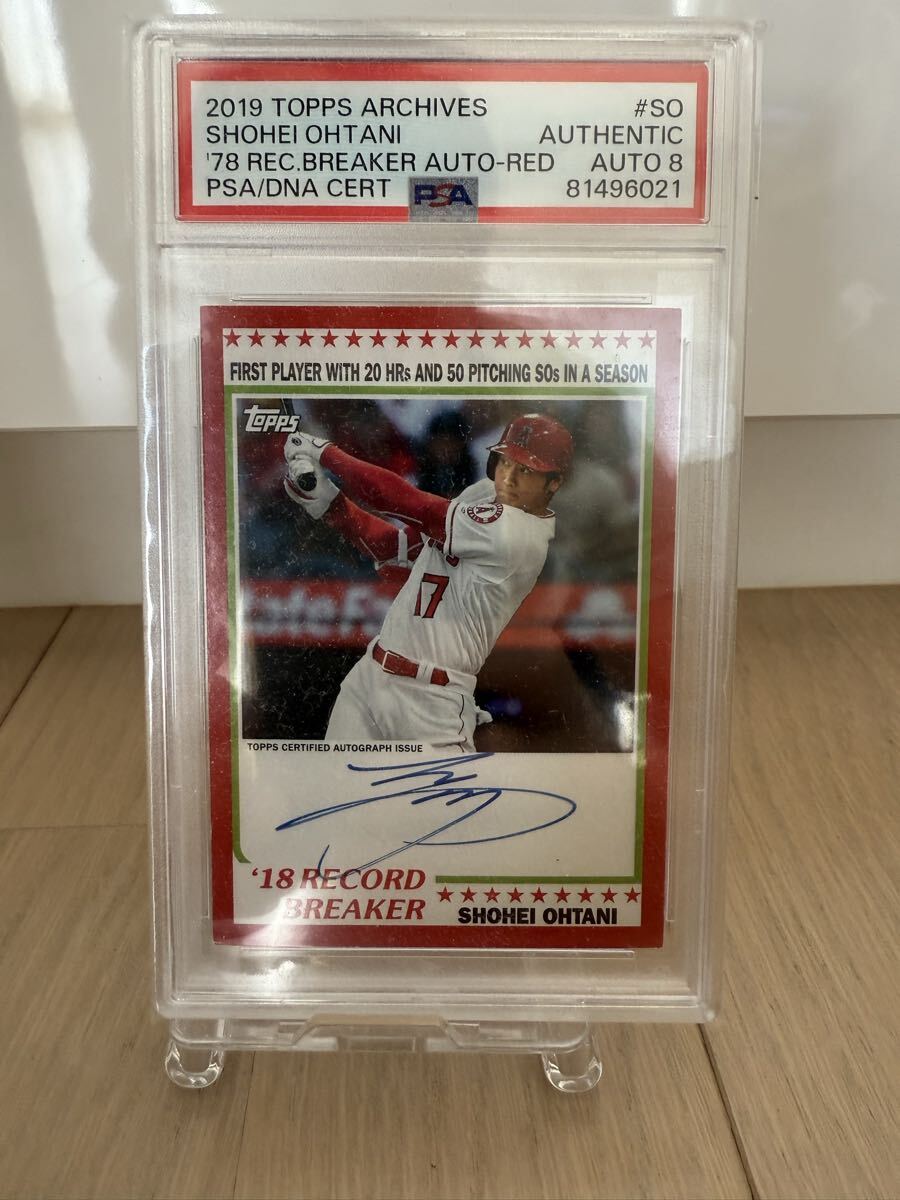 2019 TOPPS ARCHIVES #SO
SHOHEI OHTANI AUTHENTIC
'78 REC.BREAKER AUTO-RED AUTO 8
PSA/DNA CERT PSA 81496021
FIRST PLAYER WITH 20 HRs AND 50 PITCHING SOs IN A SEASON
Topps
A
A
17
ateFa
TOPPS CERTIFIED AUTOGRAPH ISSUE
'18 RECORD
BREAKER
SHOHEI OHTANI